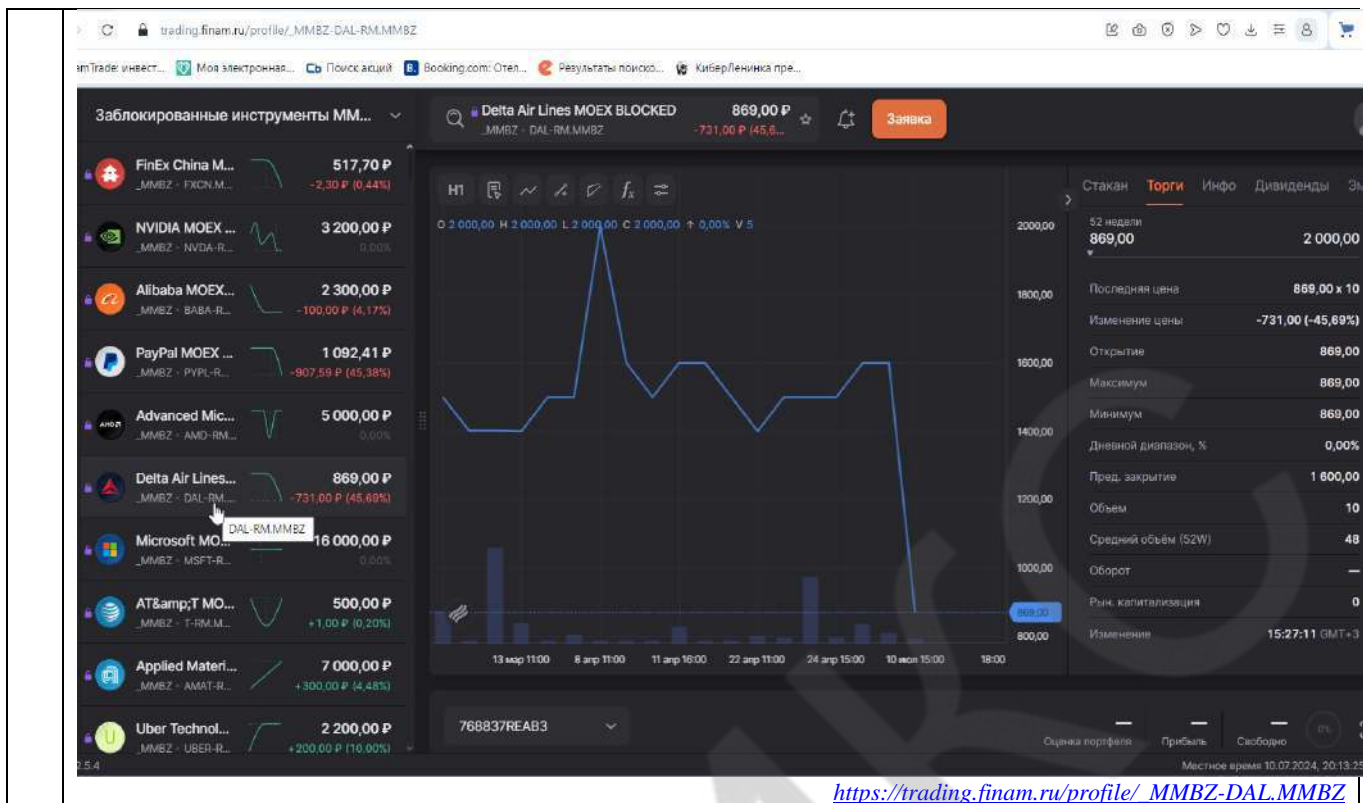 trading.finam.ru/profile/_MMBZ-DAL-RM.MMBZ
amTrade: инвест... Моя электронная... Поиск акций Booking.com: Отел... Результаты поиско... КиберЛенинка пре...
Заблокированные инструменты ММ...
FinEx China M... 517,70 ₽
_MMBZ · FXCN.M... -2,30 ₽ (0,44%)
NVIDIA MOEX ... 3 200,00 ₽
_MMBZ · NVDA-R... 0,00%
Alibaba MOEX... 2 300,00 ₽
_MMBZ · BABA-R... -100,00 ₽ (4,17%)
PayPal MOEX ... 1 092,41 ₽
_MMBZ · PYPL-R... -907,59 ₽ (45,38%)
Advanced Mic... 5 000,00 ₽
_MMBZ · AMD-RM... 0,00%
Delta Air Lines... 869,00 ₽
_MMBZ · DAL-RM.... -731,00 ₽ (45,69%)
DAL-RM.MMBZ
Microsoft MO... 16 000,00 ₽
_MMBZ · MSFT-R... 0,00%
AT&amp;T MO... 500,00 ₽
_MMBZ · T-RM.M... +1,00 ₽ (0,20%)
Applied Materi... 7 000,00 ₽
_MMBZ · AMAT-R... +300,00 ₽ (4,48%)
Uber Technol... 2 200,00 ₽
_MMBZ · UBER-R... +200,00 ₽ (10,00%)
2.5.4
Delta Air Lines MOEX BLOCKED 869,00 ₽
_MMBZ · DAL-RM.MMBZ -731,00 ₽ (45,6...
Заявка
H1
O 2 000,00 H 2 000,00 L 2 000,00 C 2 000,00 ↑ 0,00% V 5
2000,00
1800,00
1600,00
1400,00
1200,00
1000,00
869,00
800,00
13 мар 11:00 8 апр 11:00 11 апр 16:00 22 апр 11:00 24 апр 15:00 10 июл 15:00 18:00
Стакан Торги Инфо Дивиденды Эм
52 недели
869,00 2 000,00
Последняя цена 869,00 x 10
Изменение цены -731,00 (-45,69%)
Открытие 869,00
Максимум 869,00
Минимум 869,00
Дневной диапазон, % 0,00%
Пред. закрытие 1 600,00
Объем 10
Средний объём (52W) 48
Оборот —
Рын. капитализация 0
Изменение 15:27:11 GMT+3
768837REAB3
— — — 0%
Оценка портфеля Прибыль Свободно
Местное время 10.07.2024, 20:13:25
https://trading.finam.ru/profile/_MMBZ-DAL.MMBZ